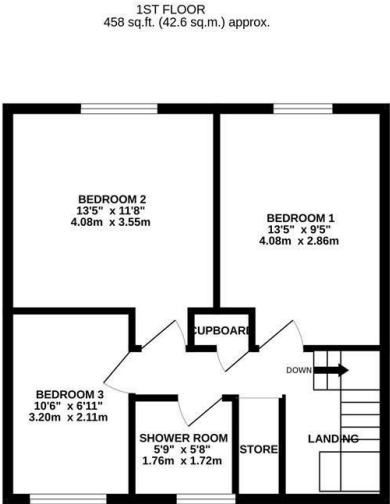 1ST FLOOR
458 sq.ft. (42.6 sq.m.) approx.
BEDROOM 2
13'5" x 11'8"
4.08m x 3.55m
BEDROOM 1
13'5" x 9'5"
4.08m x 2.86m
CUPBOARD
DOWN
BEDROOM 3
10'6" x 6'11"
3.20m x 2.11m
SHOWER ROOM
5'9" x 5'8"
1.76m x 1.72m
STORE
LANDING